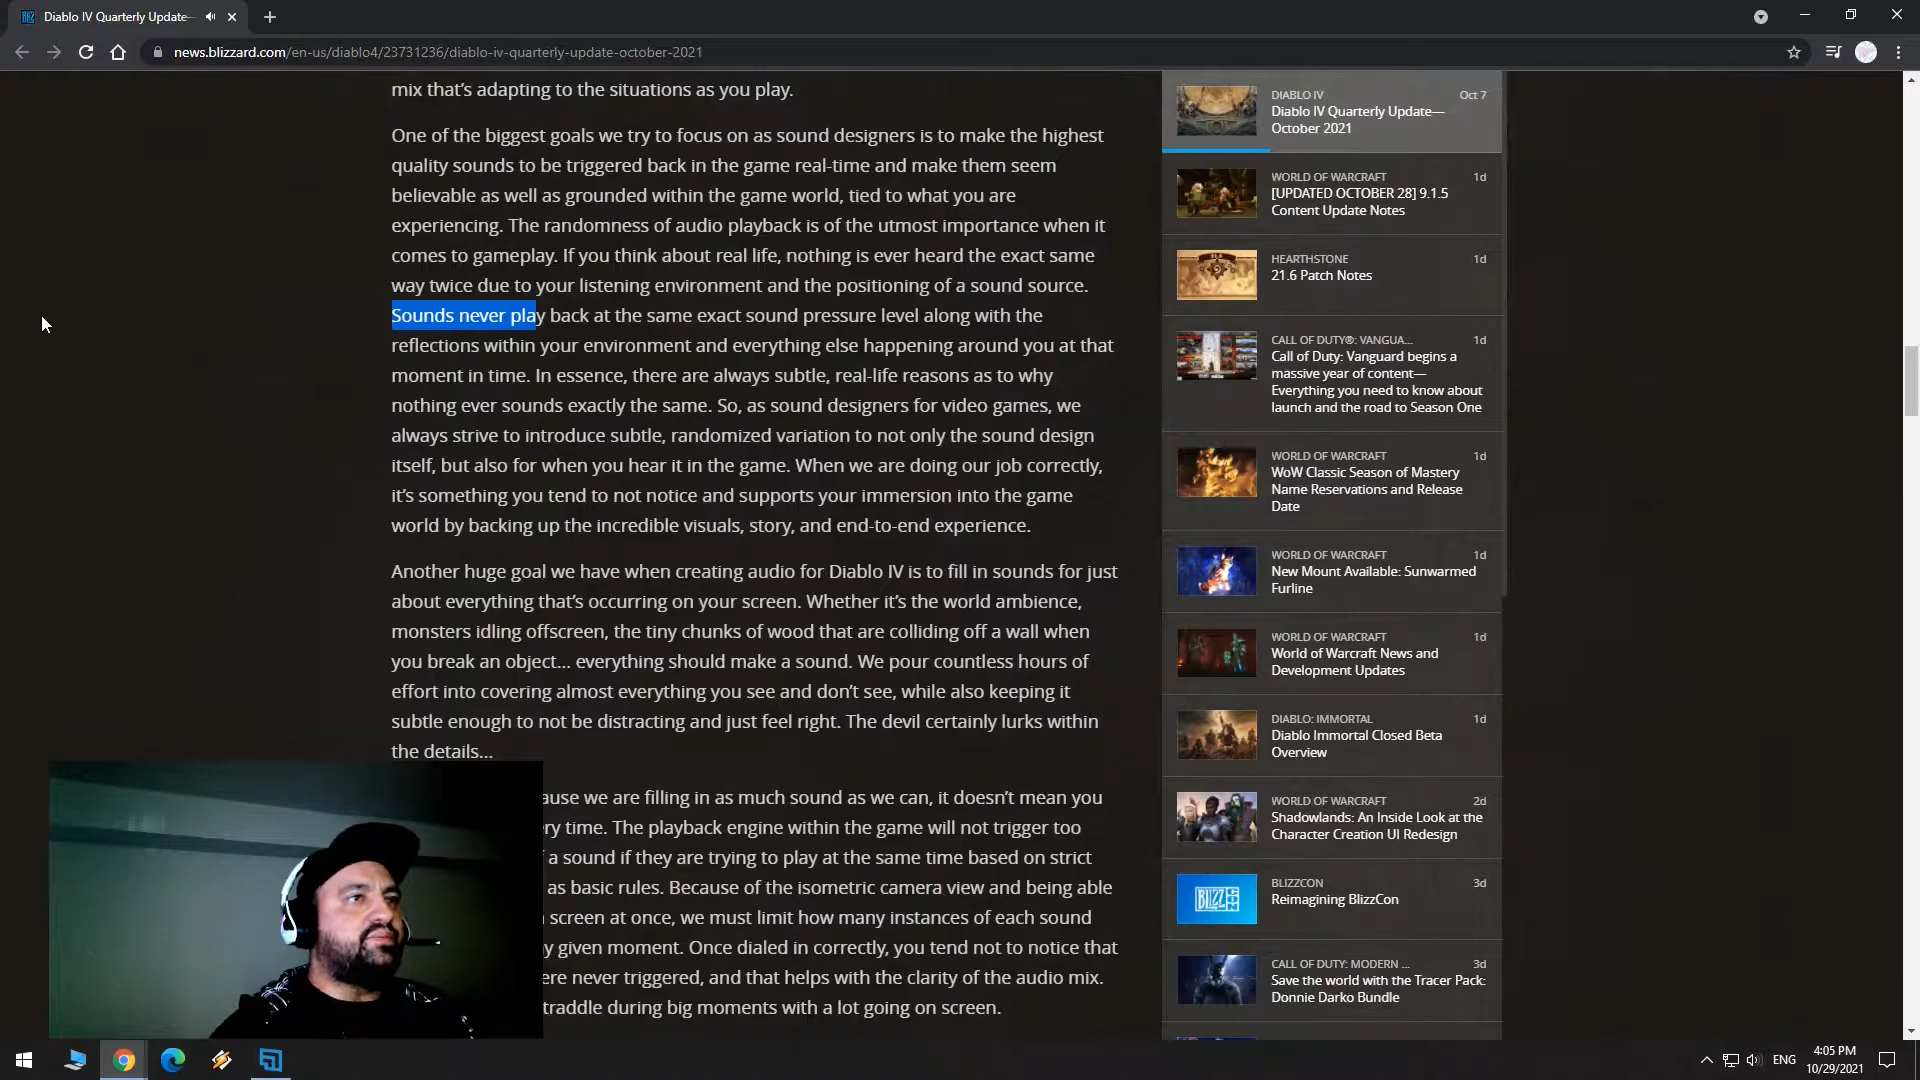 Diablo IV Quarterly Update
news.blizzard.com/en-us/diablo4/23731236/diablo-iv-quarterly-update-october-2021
mix that's adapting to the situations as you play.
One of the biggest goals we try to focus on as sound designers is to make the highest
quality sounds to be triggered back in the game real-time and make them seem
believable as well as grounded within the game world, tied to what you are
experiencing. The randomness of audio playback is of the utmost importance when it
comes to gameplay. If you think about real life, nothing is ever heard the exact same
way twice due to your listening environment and the positioning of a sound source.
Sounds never play back at the same exact sound pressure level along with the
reflections within your environment and everything else happening around you at that
moment in time. In essence, there are always subtle, real-life reasons as to why
nothing ever sounds exactly the same. So, as sound designers for video games, we
always strive to introduce subtle, randomized variation to not only the sound design
itself, but also for when you hear it in the game. When we are doing our job correctly,
it's something you tend to not notice and supports your immersion into the game
world by backing up the incredible visuals, story, and end-to-end experience.
Another huge goal we have when creating audio for Diablo IV is to fill in sounds for just
about everything that's occurring on your screen. Whether it's the world ambience,
monsters idling offscreen, the tiny chunks of wood that are colliding off a wall when
you break an object… everything should make a sound. We pour countless hours of
effort into covering almost everything you see and don't see, while also keeping it
subtle enough to not be distracting and just feel right. The devil certainly lurks within
the details…
ause we are filling in as much sound as we can, it doesn't mean you
ry time. The playback engine within the game will not trigger too
f a sound if they are trying to play at the same time based on strict
as basic rules. Because of the isometric camera view and being able
screen at once, we must limit how many instances of each sound
y given moment. Once dialed in correctly, you tend not to notice that
ere never triggered, and that helps with the clarity of the audio mix.
traddle during big moments with a lot going on screen.
DIABLO IV Oct 7
Diablo IV Quarterly Update—
October 2021
WORLD OF WARCRAFT 1d
[UPDATED OCTOBER 28] 9.1.5
Content Update Notes
HEARTHSTONE 1d
21.6 Patch Notes
CALL OF DUTY®: VANGUA... 1d
Call of Duty: Vanguard begins a
massive year of content—
Everything you need to know about
launch and the road to Season One
WORLD OF WARCRAFT 1d
WoW Classic Season of Mastery
Name Reservations and Release
Date
WORLD OF WARCRAFT 1d
New Mount Available: Sunwarmed
Furline
WORLD OF WARCRAFT 1d
World of Warcraft News and
Development Updates
DIABLO: IMMORTAL 1d
Diablo Immortal Closed Beta
Overview
WORLD OF WARCRAFT 2d
Shadowlands: An Inside Look at the
Character Creation UI Redesign
BLIZZCON 3d
Reimagining BlizzCon
CALL OF DUTY: MODERN ... 3d
Save the world with the Tracer Pack:
Donnie Darko Bundle
ENG
4:05 PM
10/29/2021